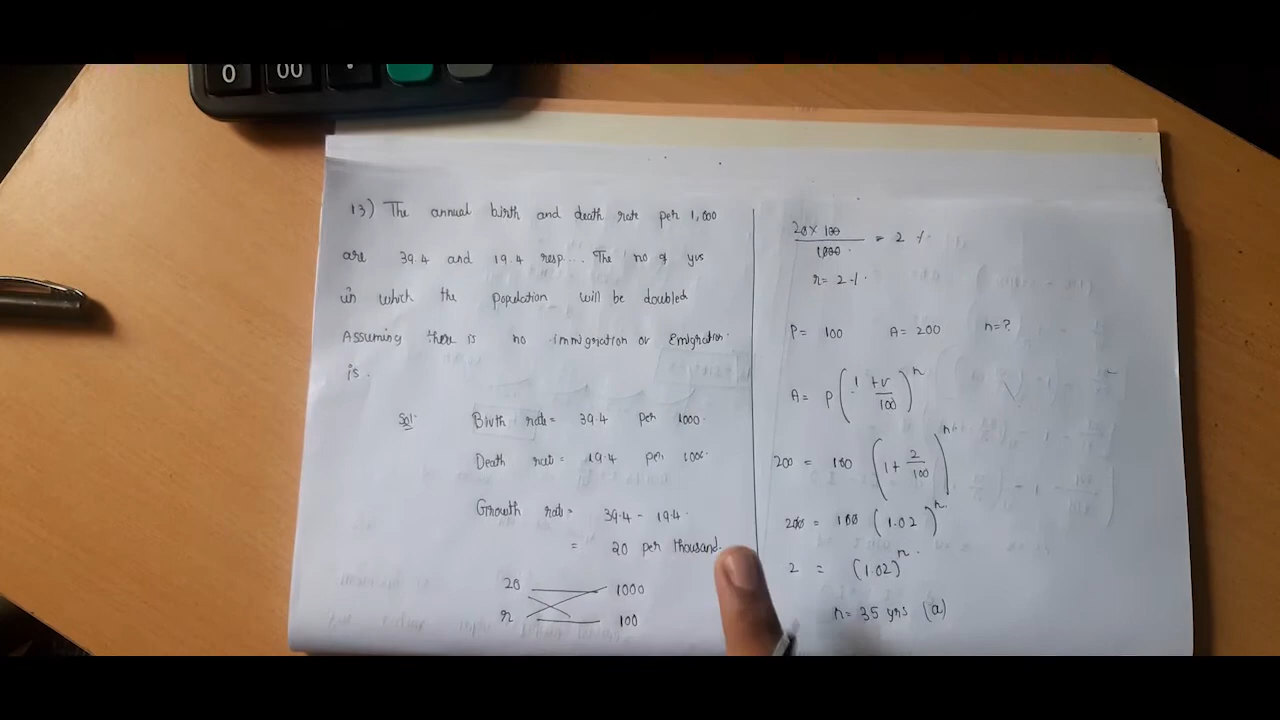 0 00 .
13) The annual birth and death rate per 1,000
are 39.4 and 19.4 resp... The no of yrs
in which the population will be doubled
Assuming there is no immigration or Emigration.
is.
Sol:
Birth rate = 39.4 per 1000.
Death rate = 19.4 per 1000.
Growth rate = 39.4 - 19.4.
= 20 per thousand.
20 1000
r 100
20 × 100 / 1000 = 2 %
r = 2 %
P = 100 A = 200 n = ?
A = P (1 + r / 100)^n
200 = 100 (1 + 2 / 100)^n
200 = 100 (1.02)^n.
2 = (1.02)^n.
n = 35 yrs (a)